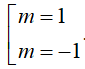 [m = 1
m = -1.